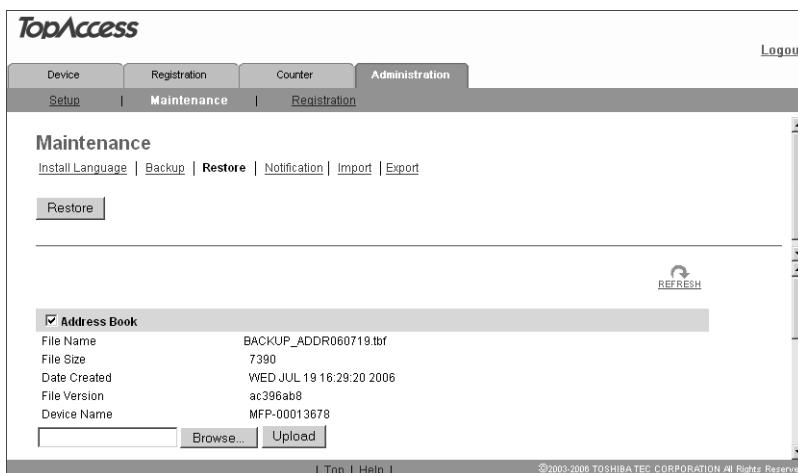 TopAccess
Logou
Device Registration Counter Administration
Setup | Maintenance | Registration
Maintenance
Install Language | Backup | Restore | Notification | Import | Export
Restore
REFRESH
Address Book
File Name BACKUP_ADDR060719.tbf
File Size 7390
Date Created WED JUL 19 16:29:20 2006
File Version ac396ab8
Device Name MFP-00013678
Browse... Upload
| Top | Help |
©2003-2006 TOSHIBA TEC CORPORATION All Rights Reserve